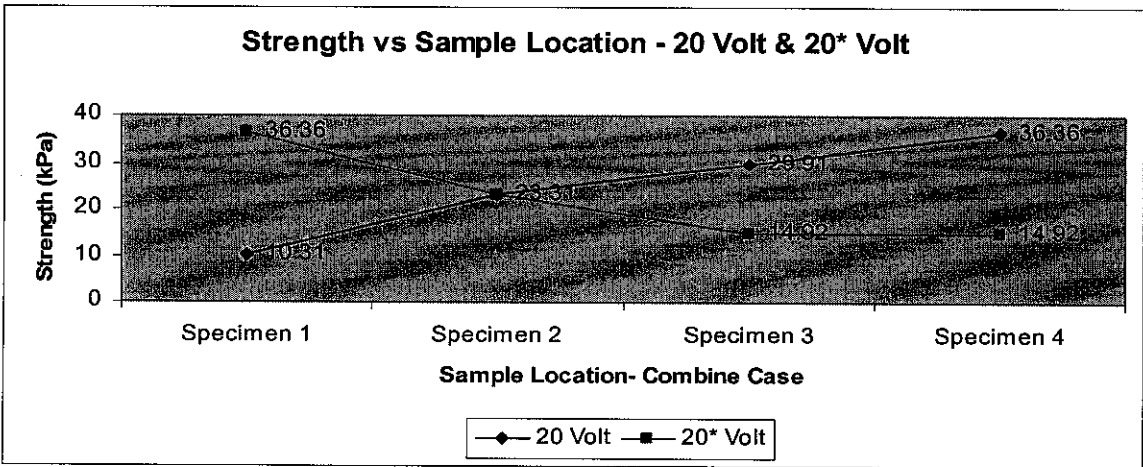 Strength vs Sample Location - 20 Volt & 20* Volt
Strength (kPa)
40
30
20
10
0
36.36
10.31
23.31
29.91
14.92
36.36
14.92
Specimen 1
Specimen 2
Specimen 3
Specimen 4
Sample Location- Combine Case
20 Volt
20* Volt